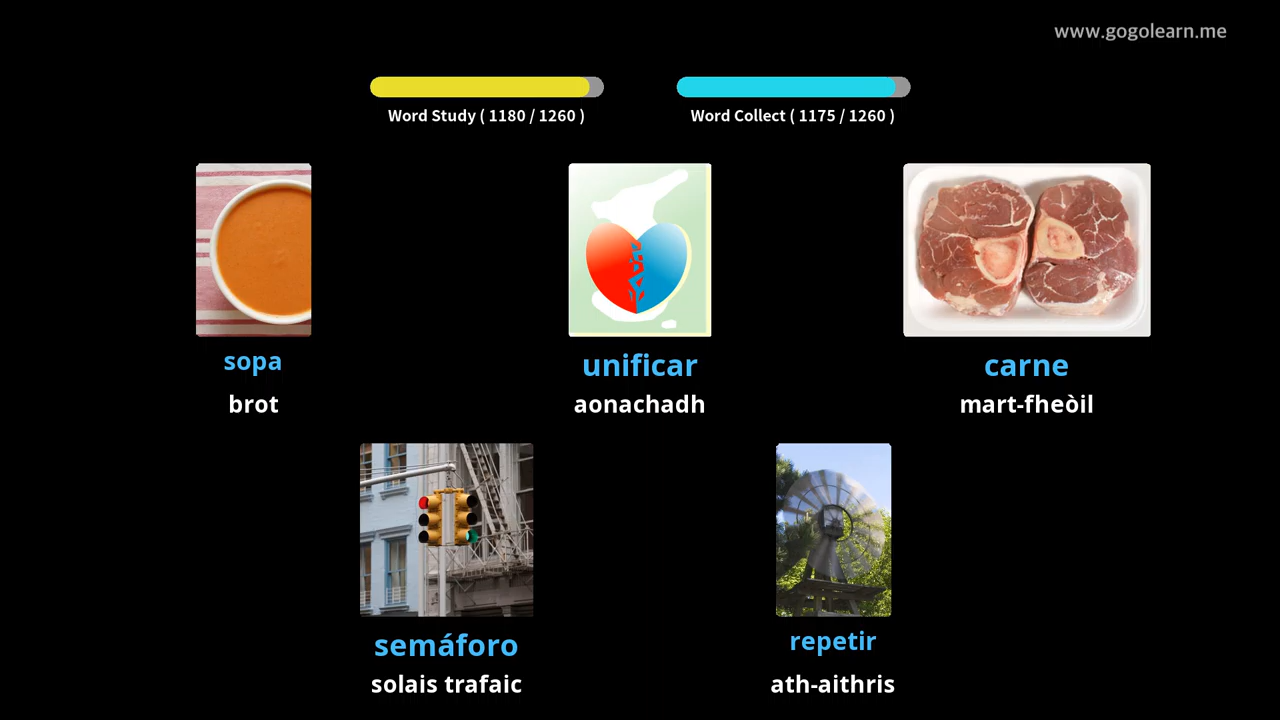 www.gogolearn.me
Word Study ( 1180 / 1260 )
Word Collect ( 1175 / 1260 )
sopa
brot
unificar
aonachadh
carne
mart-fheòil
semáforo
solais trafaic
repetir
ath-aithris